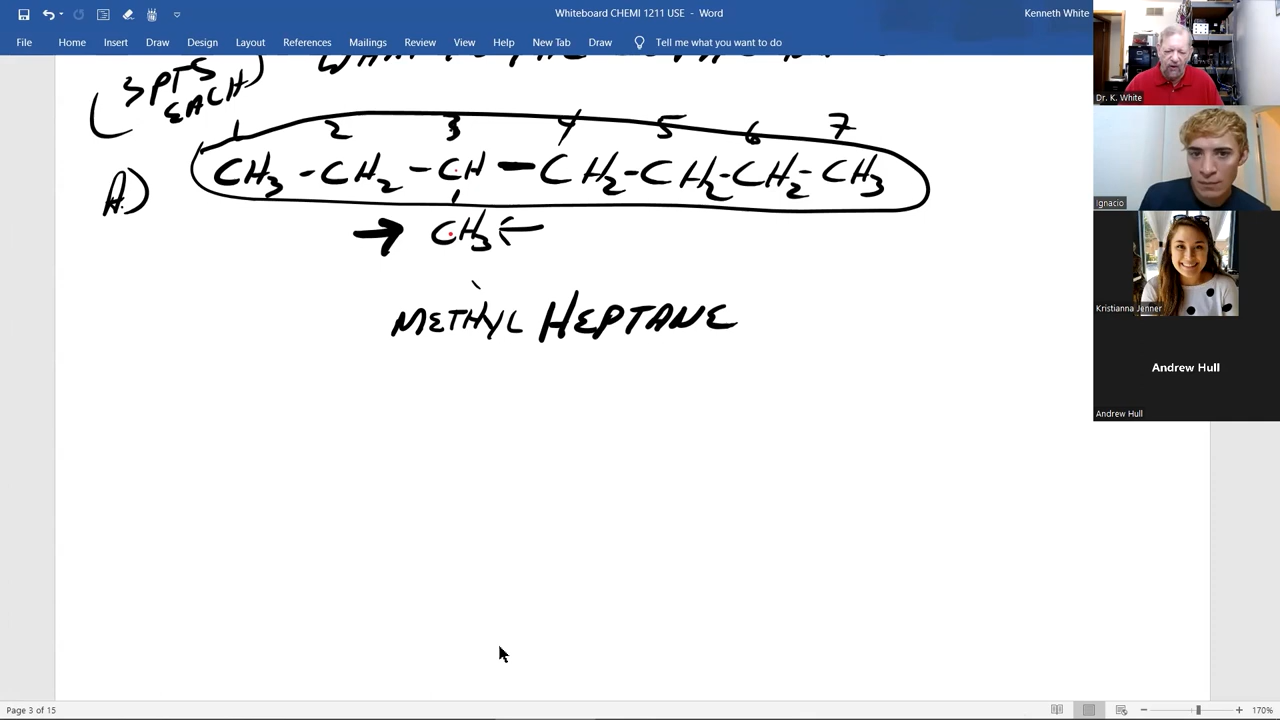 Whiteboard CHEMI 1211 USE - Word
Kenneth White
File Home Insert Draw Design Layout References Mailings Review View Help New Tab Draw Tell me what you want to do
(3 PTS EACH)
1 2 3 4 5 6 7
A.) CH3 - CH2 - CH - CH2 - CH2 - CH2 - CH3
CH3
METHYL HEPTANE
Dr. K. White
Ignacio
Kristianna Jenner
Andrew Hull
Andrew Hull
Page 3 of 15
170%